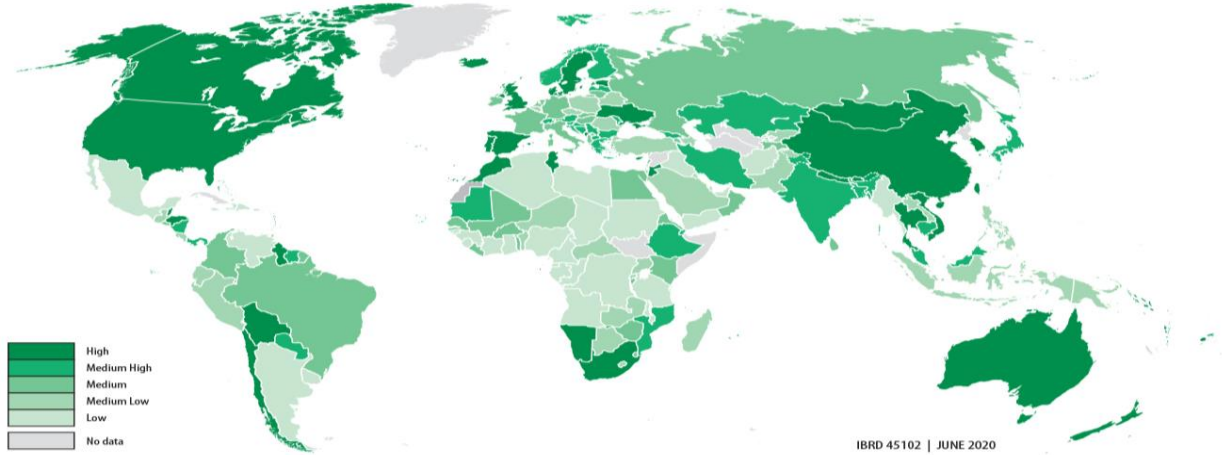 High
Medium High
Medium
Medium Low
Low
No data
IBRD 45102 | JUNE 2020